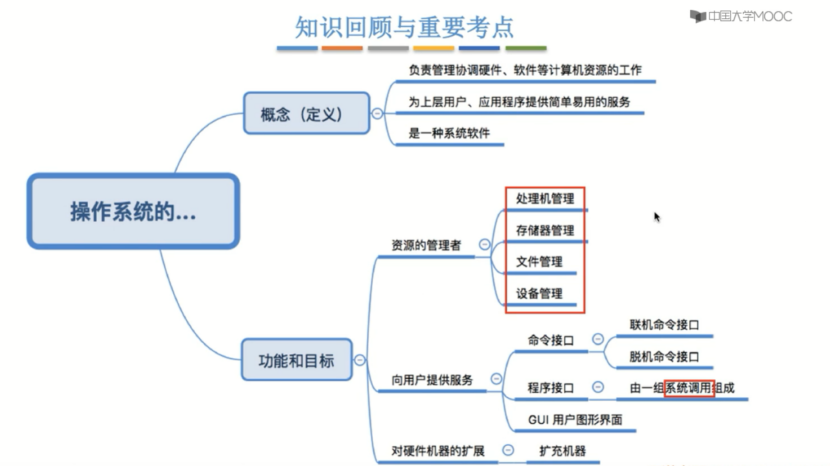 知识回顾与重要考点
中国大学MOOC
负责管理协调硬件、软件等计算机资源的工作
概念（定义）
为上层用户、应用程序提供简单易用的服务
是一种系统软件
操作系统的...
处理机管理
存储器管理
资源的管理者
文件管理
设备管理
联机命令接口
命令接口
脱机命令接口
功能和目标
向用户提供服务
程序接口
由一组系统调用组成
GUI 用户图形界面
对硬件机器的扩展
扩充机器